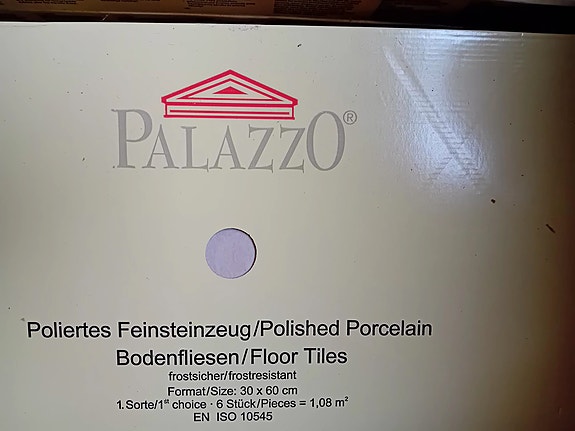 PALAZZO®
Poliertes Feinsteinzeug/Polished Porcelain
Bodenfliesen/Floor Tiles
frostsicher/frostresistant
Format/Size: 30 x 60 cm
1. Sorte/1st choice · 6 Stück/Pieces = 1,08 m²
EN ISO 10545